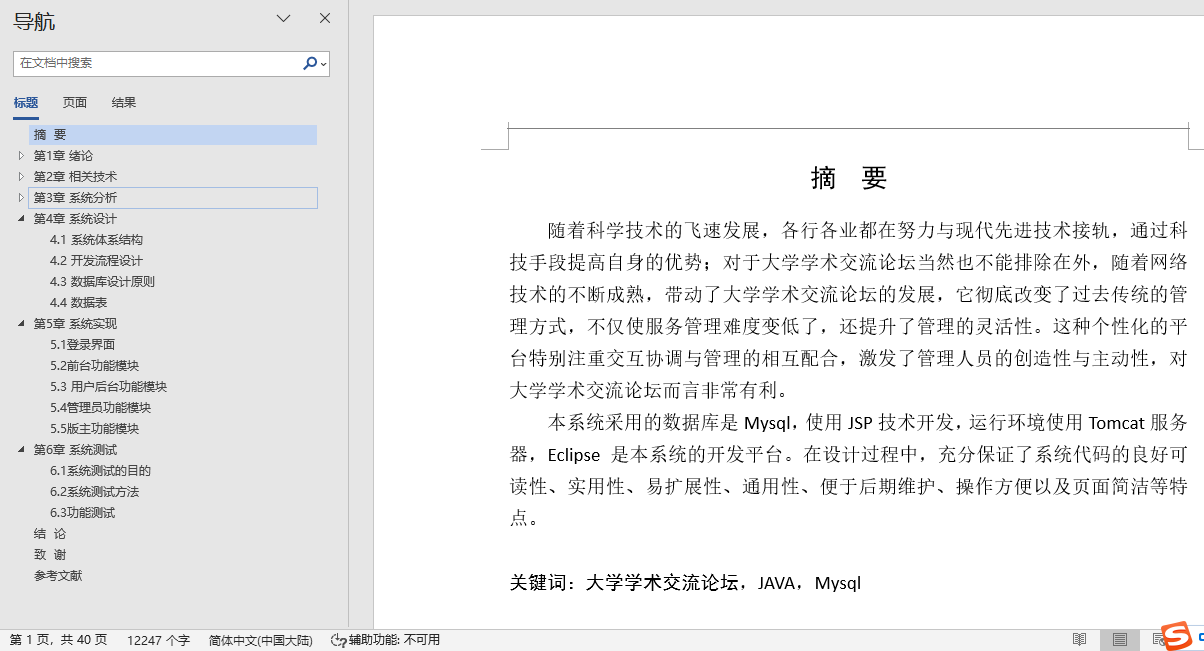 导航
在文档中搜索
标题 页面 结果
摘 要
第1章 绪论
第2章 相关技术
第3章 系统分析
第4章 系统设计
4.1 系统体系结构
4.2 开发流程设计
4.3 数据库设计原则
4.4 数据表
第5章 系统实现
5.1登录界面
5.2前台功能模块
5.3 用户后台功能模块
5.4管理员功能模块
5.5版主功能模块
第6章 系统测试
6.1系统测试的目的
6.2系统测试方法
6.3功能测试
结 论
致 谢
参考文献
摘 要
随着科学技术的飞速发展，各行各业都在努力与现代先进技术接轨，通过科
技手段提高自身的优势；对于大学学术交流论坛当然也不能排除在外，随着网络
技术的不断成熟，带动了大学学术交流论坛的发展，它彻底改变了过去传统的管
理方式，不仅使服务管理难度变低了，还提升了管理的灵活性。这种个性化的平
台特别注重交互协调与管理的相互配合，激发了管理人员的创造性与主动性，对
大学学术交流论坛而言非常有利。
本系统采用的数据库是 Mysql，使用 JSP 技术开发，运行环境使用 Tomcat 服务
器，Eclipse 是本系统的开发平台。在设计过程中，充分保证了系统代码的良好可
读性、实用性、易扩展性、通用性、便于后期维护、操作方便以及页面简洁等特
点。
关键词：大学学术交流论坛，JAVA，Mysql
第 1 页，共 40 页 12247 个字 简体中文(中国大陆) 辅助功能: 不可用